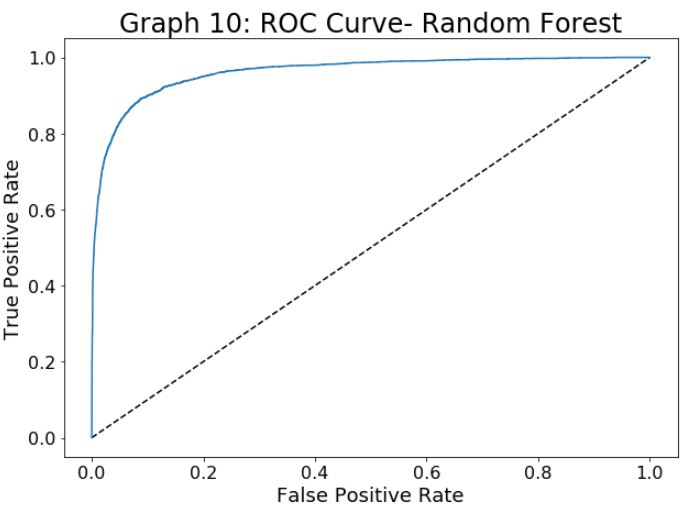 Graph 10: ROC Curve- Random Forest
1.0
0.8
0.6
0.4
0.2
0.0
True Positive Rate
0.0 0.2 0.4 0.6 0.8 1.0
False Positive Rate